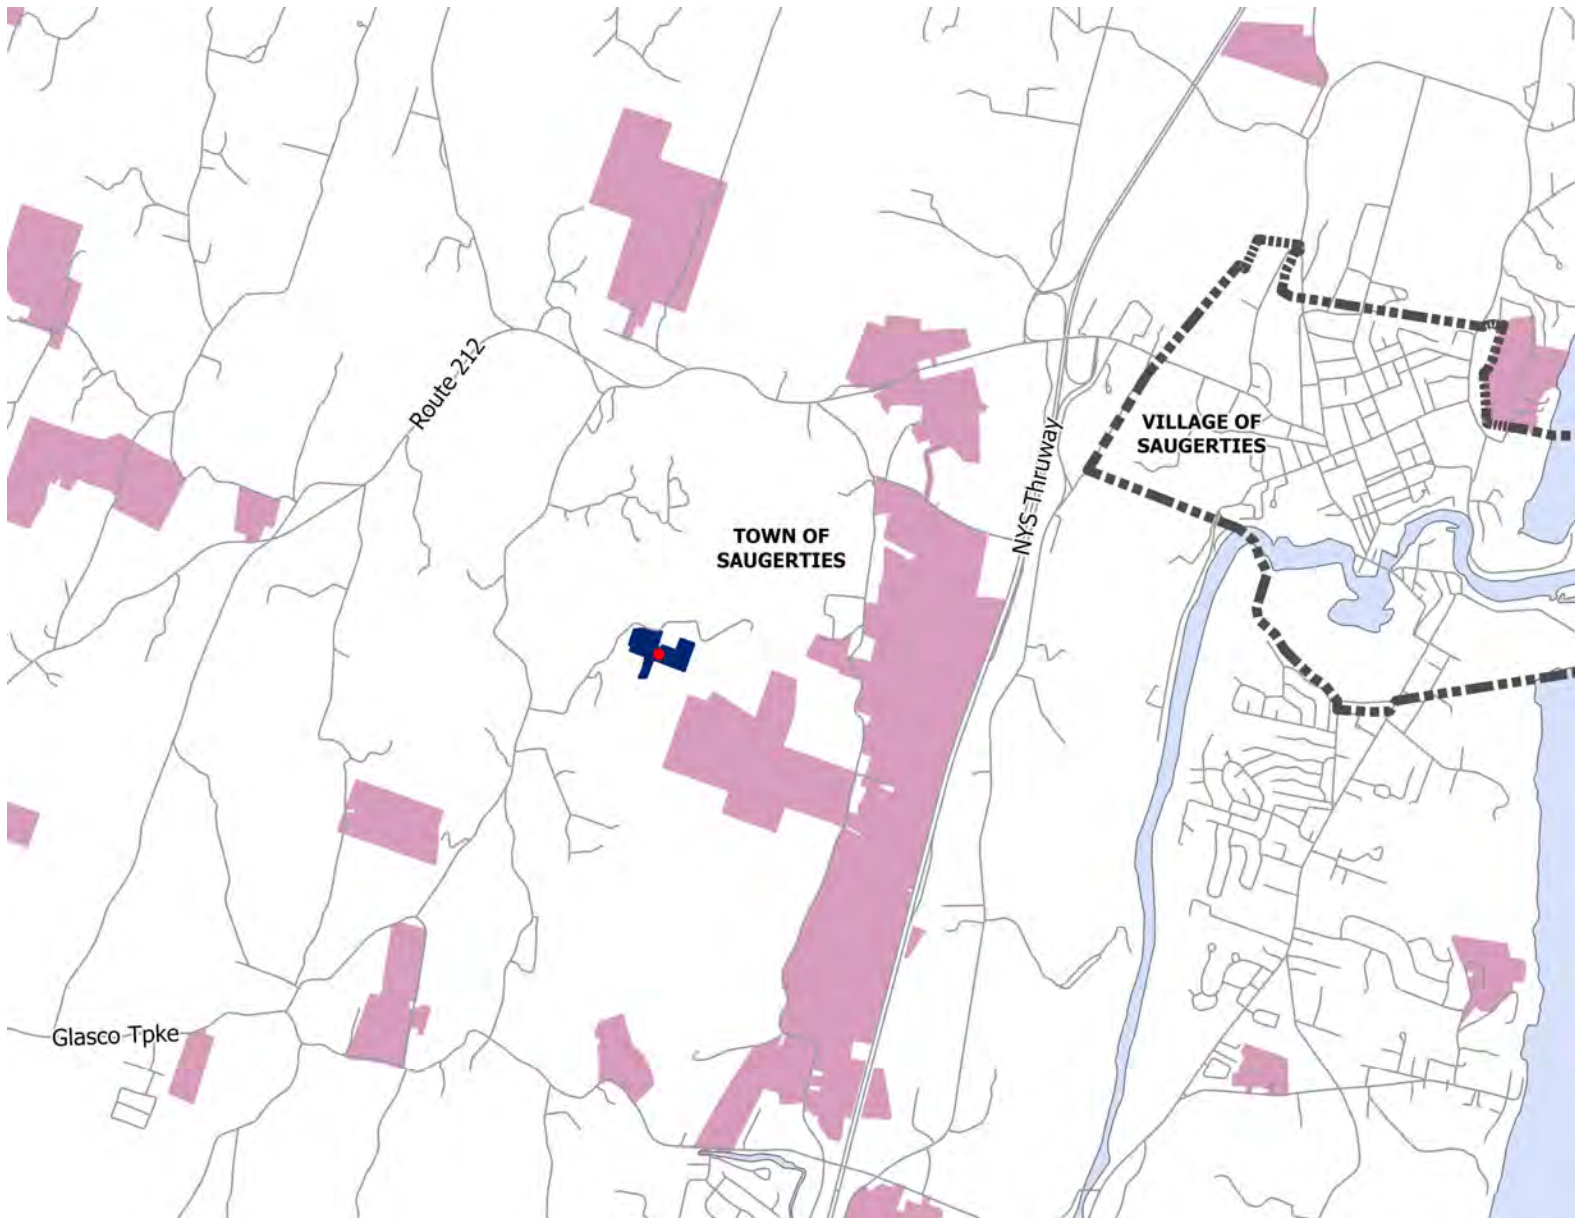 Route 212
VILLAGE OF
SAUGERTIES
NYS Thruway
TOWN OF
SAUGERTIES
Glasco Tpke